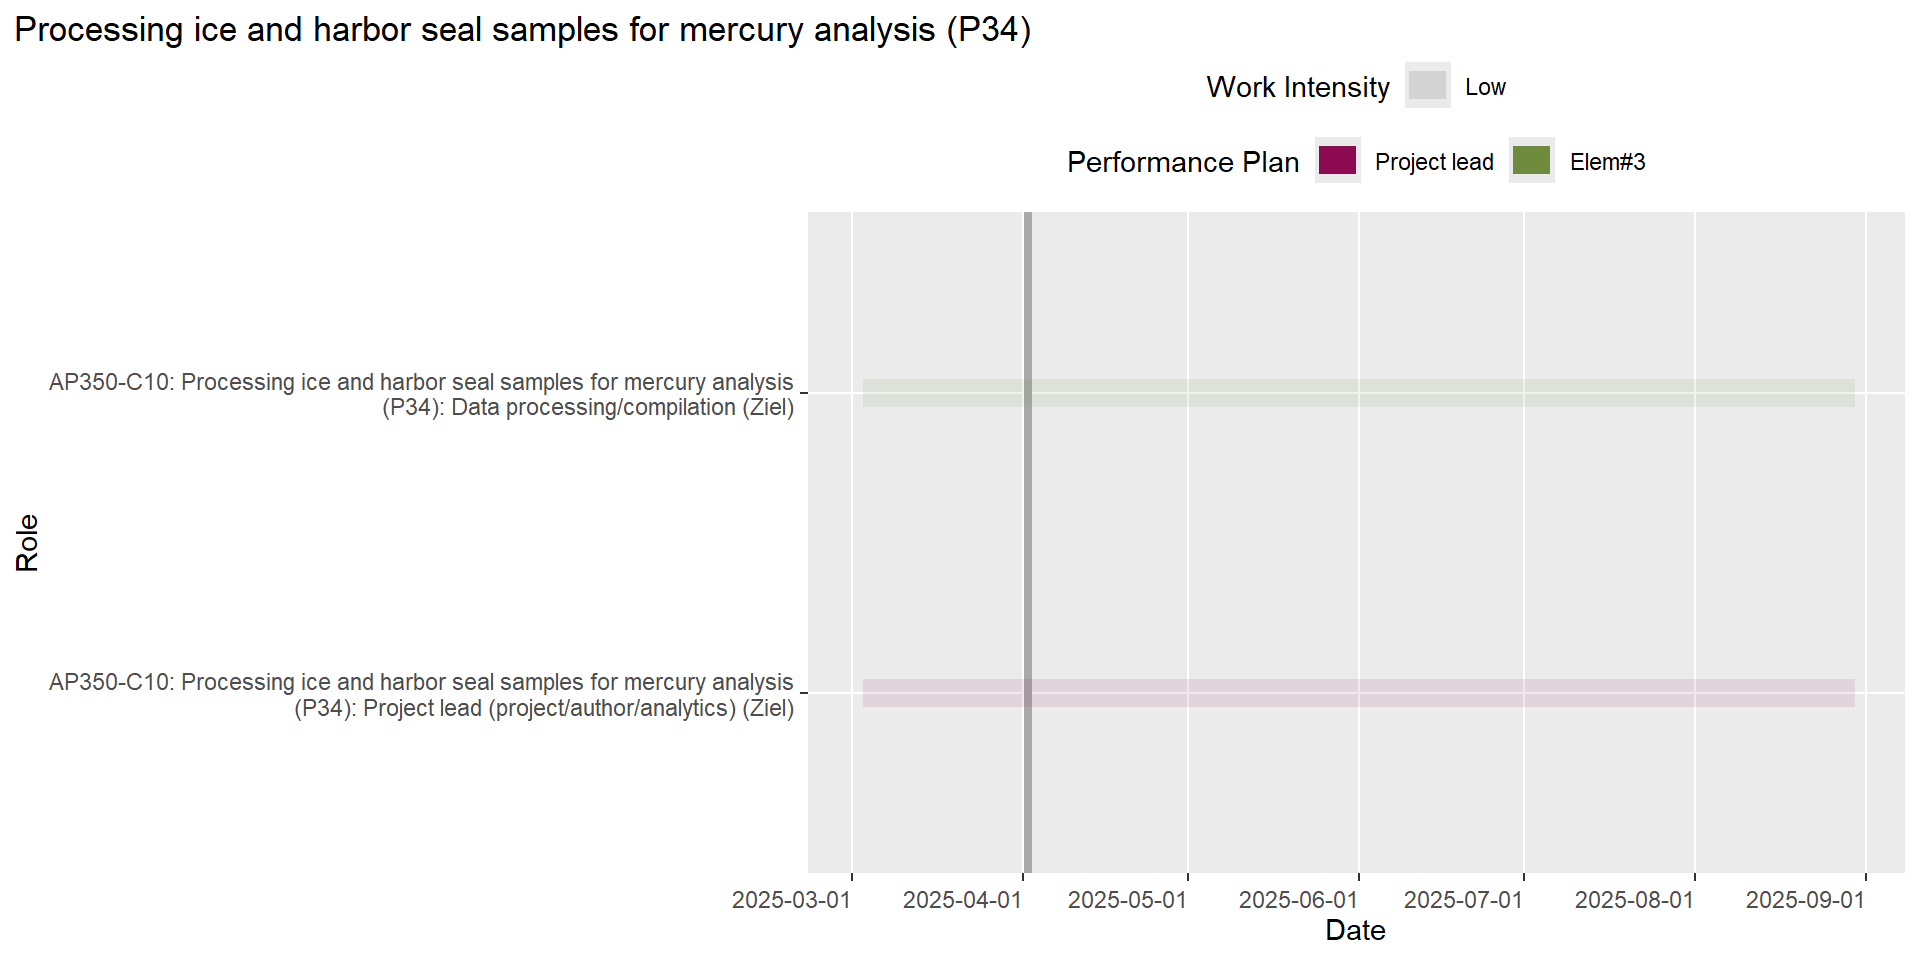 Processing ice and harbor seal samples for mercury analysis (P34)
Work Intensity Low
Performance Plan Project lead Elem#3
AP350-C10: Processing ice and harbor seal samples for mercury analysis
(P34): Data processing/compilation (Ziel)
Role
AP350-C10: Processing ice and harbor seal samples for mercury analysis
(P34): Project lead (project/author/analytics) (Ziel)
2025-03-01 2025-04-01 2025-05-01 2025-06-01 2025-07-01 2025-08-01 2025-09-01
Date